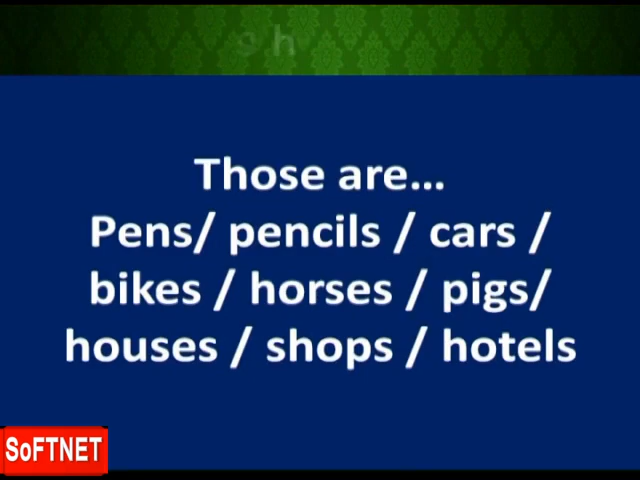 Those are...
Pens/ pencils / cars /
bikes / horses / pigs/
houses / shops / hotels
SoFTNET